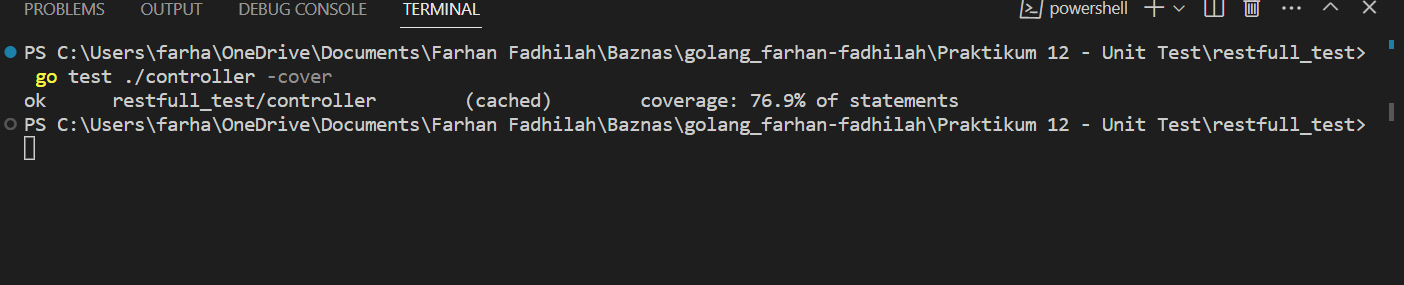 PROBLEMS OUTPUT DEBUG CONSOLE TERMINAL powershell
PS C:\Users\farha\OneDrive\Documents\Farhan Fadhilah\Baznas\golang_farhan-fadhilah\Praktikum 12 - Unit Test\restfull_test>
go test ./controller -cover
ok restfull_test/controller (cached) coverage: 76.9% of statements
PS C:\Users\farha\OneDrive\Documents\Farhan Fadhilah\Baznas\golang_farhan-fadhilah\Praktikum 12 - Unit Test\restfull_test>